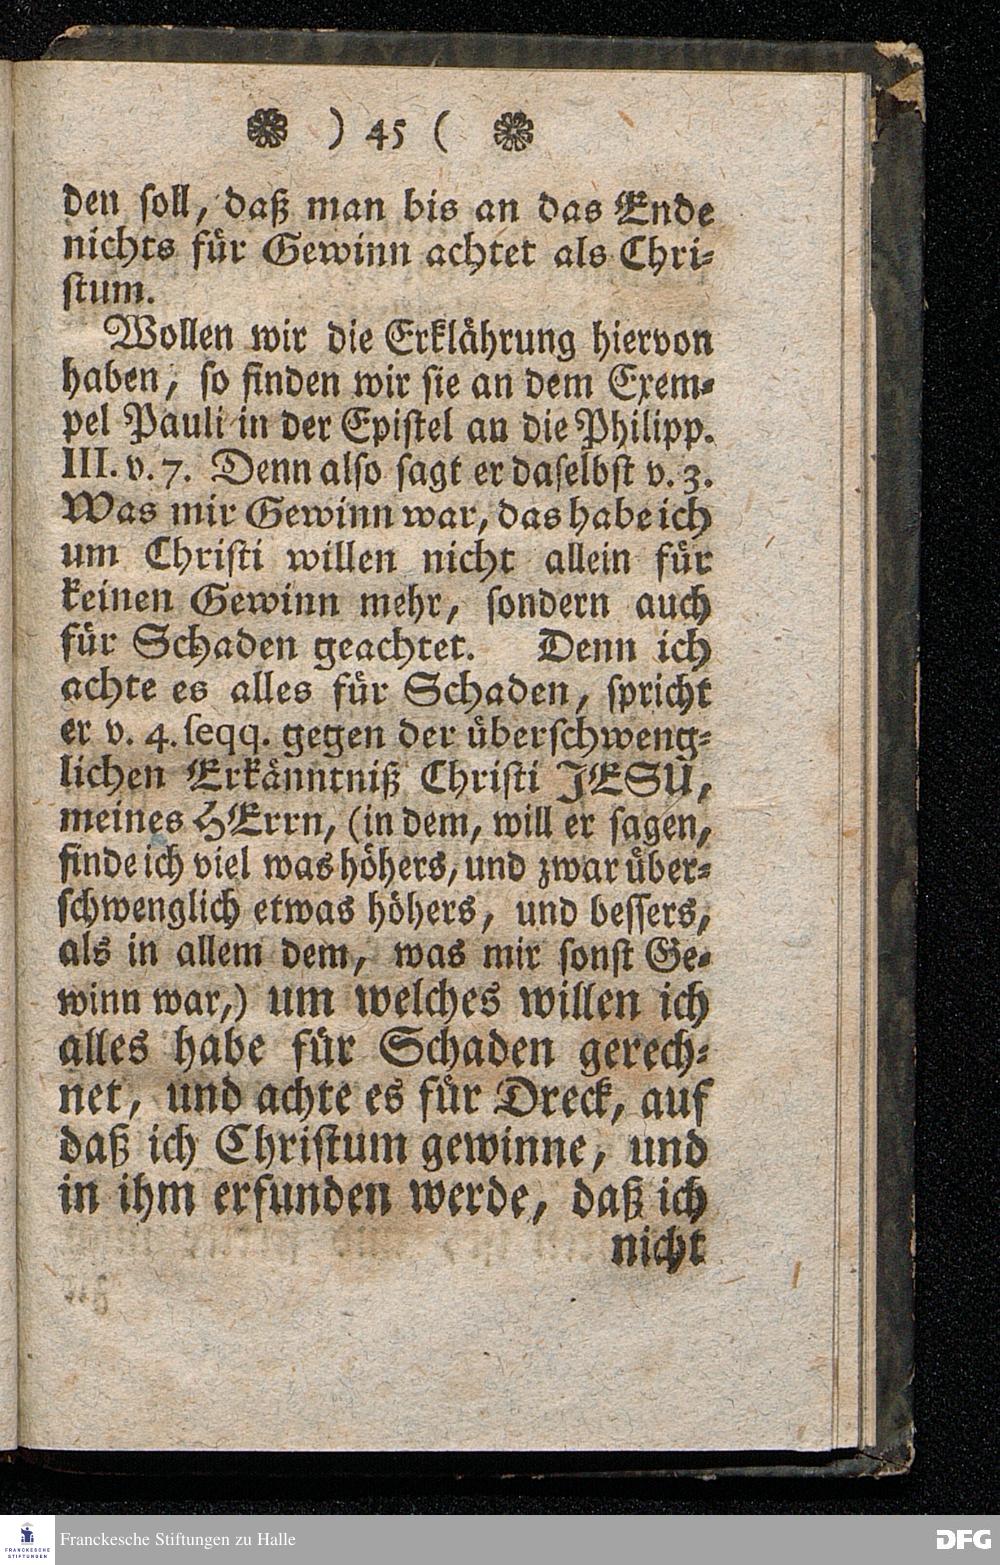 ) 45 (
den soll, daß man bis an das Ende
nichts für Gewinn achtet als Chri-
stum.
Wollen wir die Erklährung hiervon
haben, so finden wir sie an dem Exem-
pel Pauli in der Epistel an die Philipp.
III. v. 7. Denn also sagt er daselbst v. 3.
Was mir Gewinn war, das habe ich
um Christi willen nicht allein für
keinen Gewinn mehr, sondern auch
für Schaden geachtet. Denn ich
achte es alles für Schaden, spricht
er v. 4. seqq. gegen der überschweng-
lichen Erkänntniß Christi JESU,
meines HErrn, (in dem, will er sagen,
finde ich viel was höhers, und zwar über-
schwenglich etwas höhers, und bessers,
als in allem dem, was mir sonst Ge-
winn war,) um welches willen ich
alles habe für Schaden gerech-
net, und achte es für Dreck, auf
daß ich Christum gewinne, und
in ihm erfunden werde, daß ich
nicht
FRANCKESCHE
STIFTUNGEN
Franckesche Stiftungen zu Halle
DFG